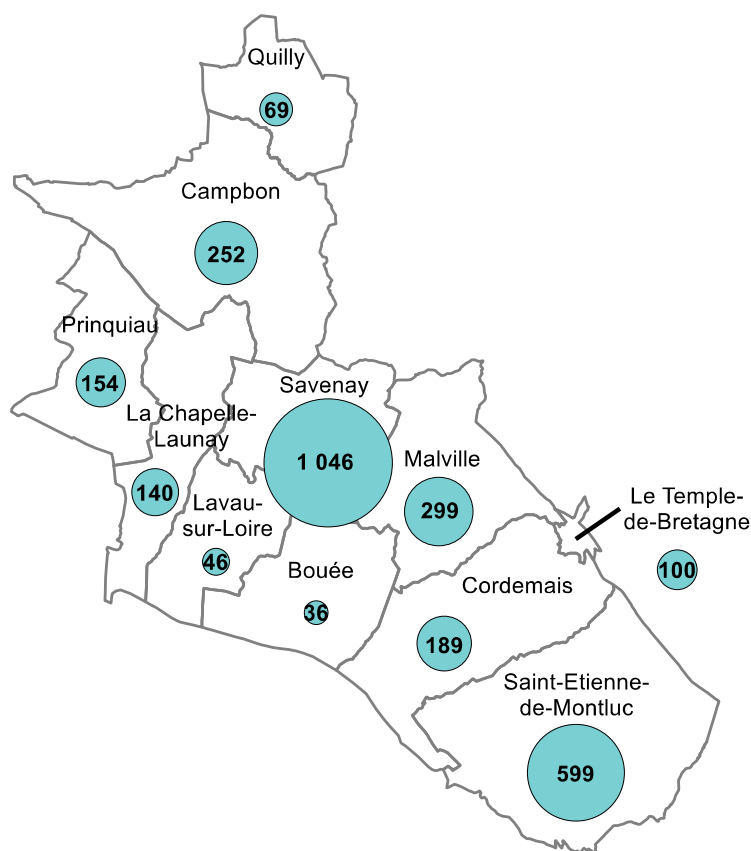 Quilly
69
Campbon
252
Prinquiau
154
Savenay
1 046
La Chapelle-
Launay
140
Malville
299
Lavau-
sur-Loire
46
Le Temple-
de-Bretagne
100
Bouée
36
Cordemais
189
Saint-Etienne-
de-Montluc
599